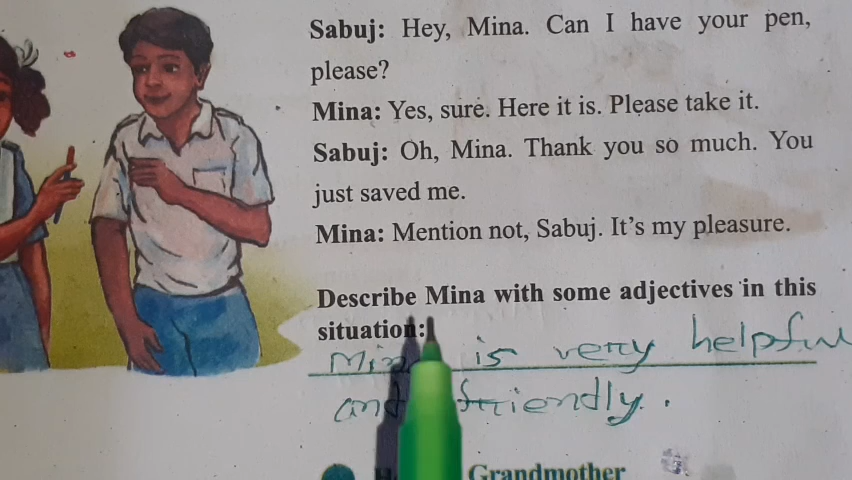 Sabuj: Hey, Mina. Can I have your pen,
please?
Mina: Yes, sure. Here it is. Please take it.
Sabuj: Oh, Mina. Thank you so much. You
just saved me.
Mina: Mention not, Sabuj. It's my pleasure.
Describe Mina with some adjectives in this
situation:
Mina is very helpful
and friendly.
Grandmother